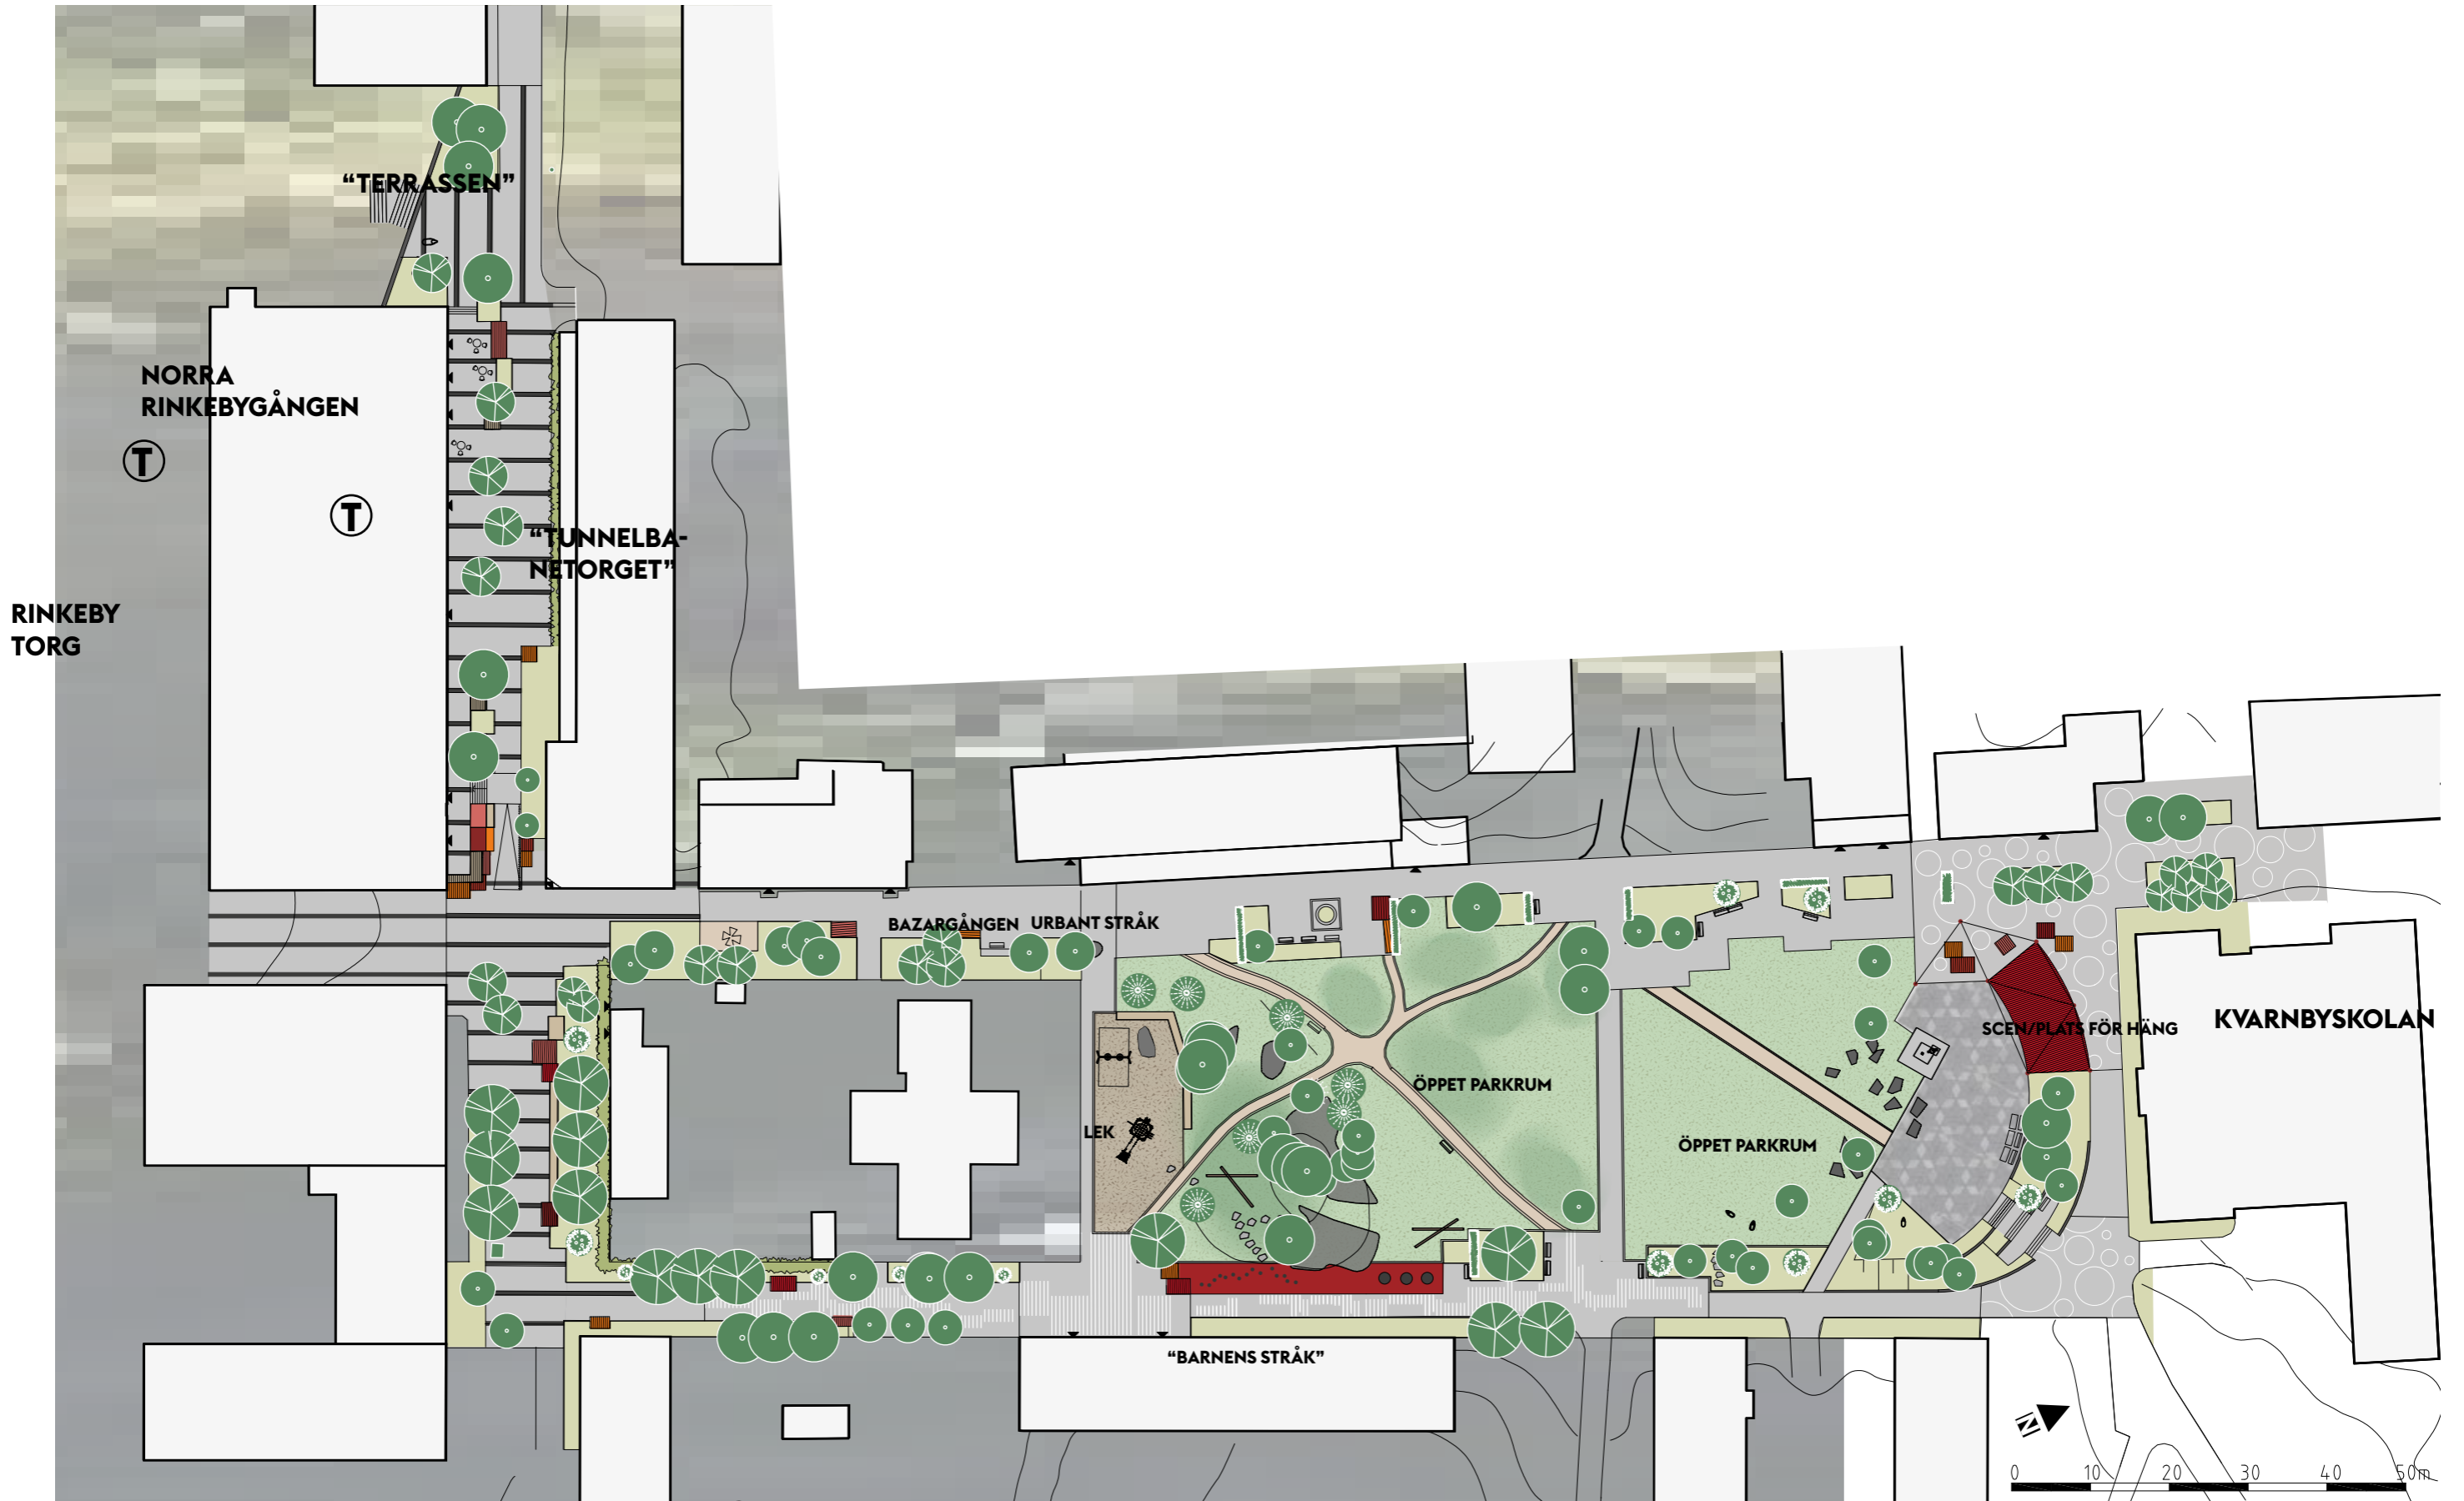 “TERRASSEN”
NORRA
RINKEBYGÅNGEN
T
T
“TUNNELBA-
NETORGET”
RINKEBY
TORG
BAZARGÅNGEN URBANT STRÅK
SCEN/PLATS FÖR HÄNG
KVARNBYSKOLAN
ÖPPET PARKRUM
LEK
ÖPPET PARKRUM
“BARNENS STRÅK”
N
0 10 20 30 40 50m